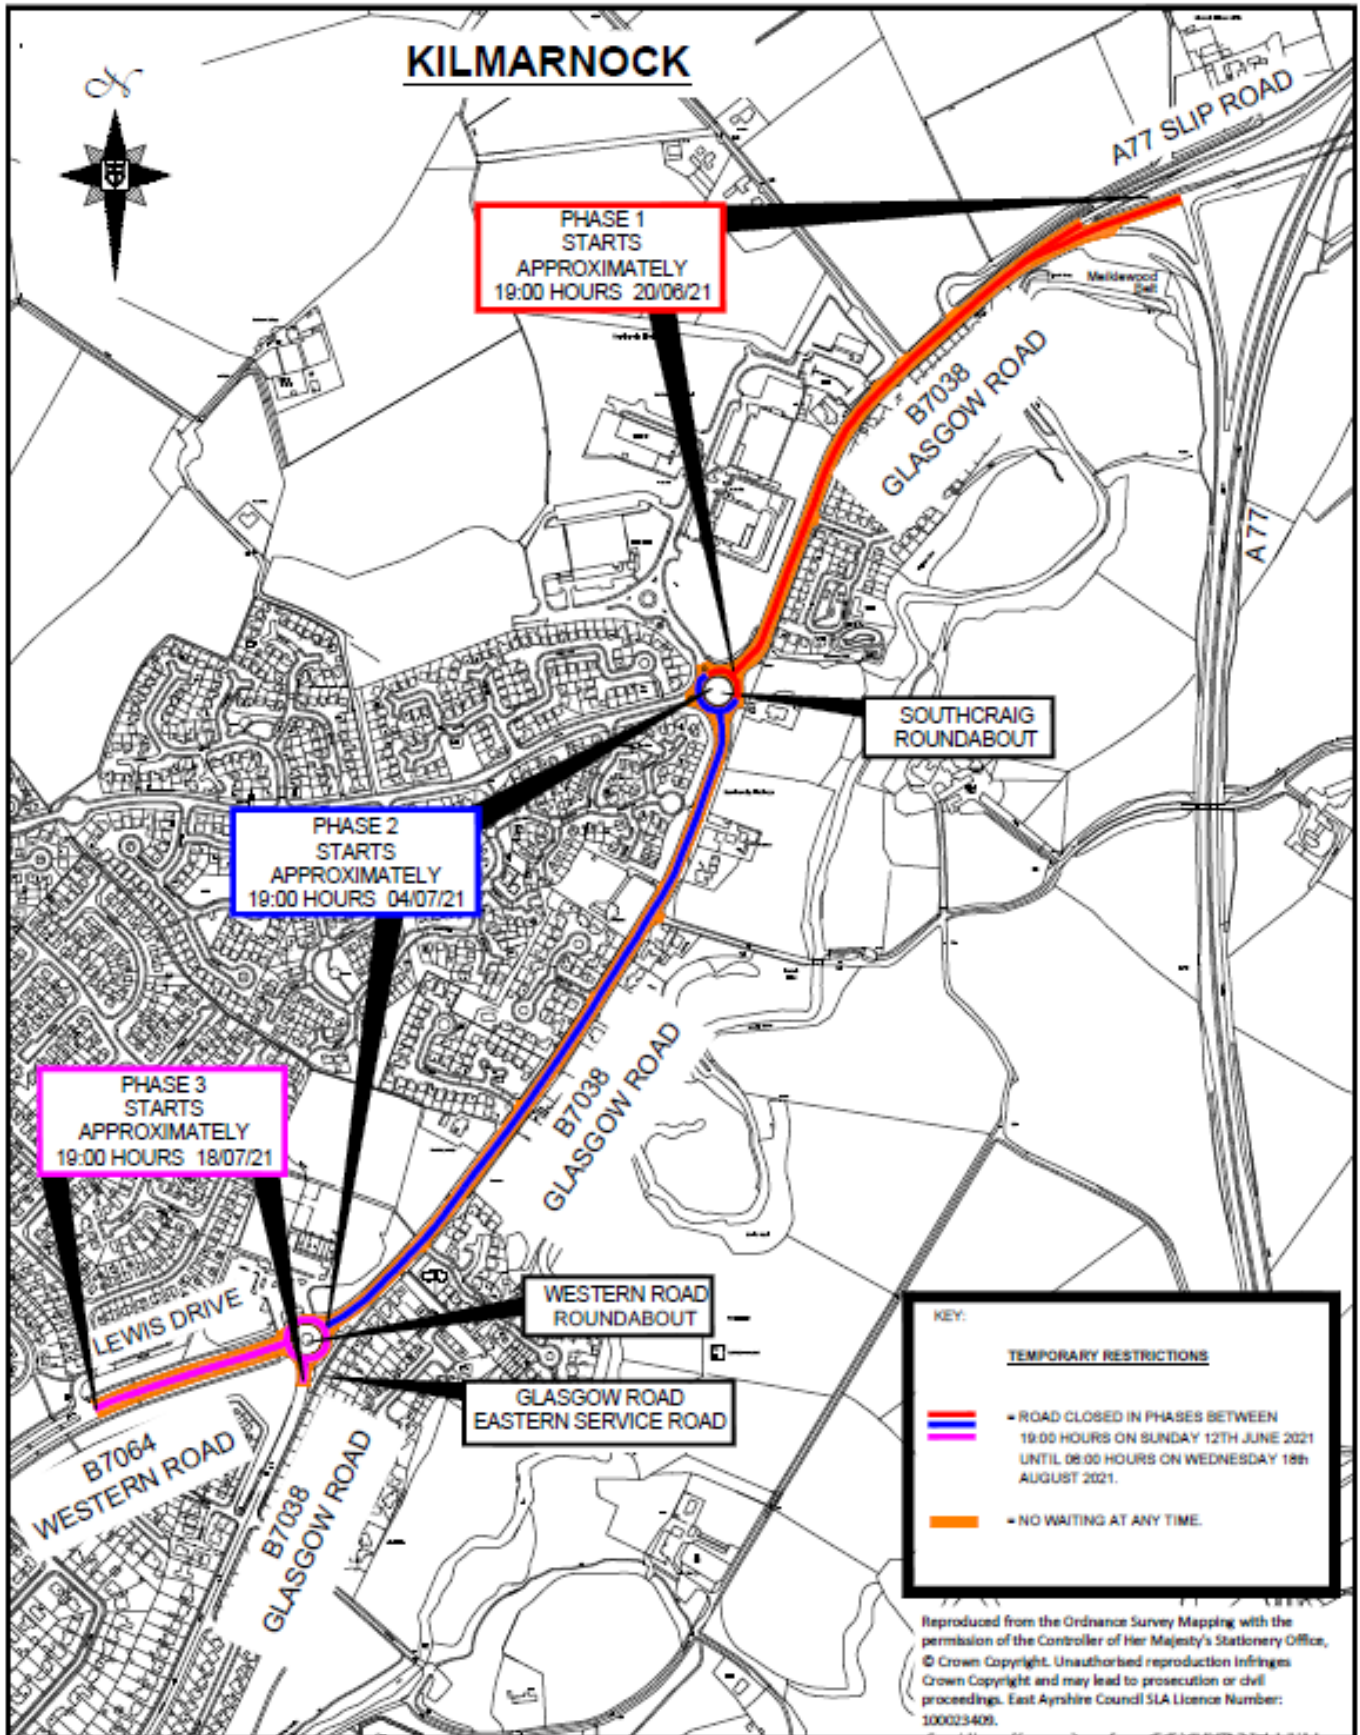 KILMARNOCK
N
A77 SLIP ROAD
PHASE 1
STARTS
APPROXIMATELY
19:00 HOURS 20/06/21
Meiklewood
B7038
GLASGOW ROAD
A 77
SOUTHCRAIG
ROUNDABOUT
PHASE 2
STARTS
APPROXIMATELY
19:00 HOURS 04/07/21
B7038
GLASGOW ROAD
PHASE 3
STARTS
APPROXIMATELY
19:00 HOURS 18/07/21
LEWIS DRIVE
WESTERN ROAD
ROUNDABOUT
GLASGOW ROAD
EASTERN SERVICE ROAD
B7064
WESTERN ROAD
B7038
GLASGOW ROAD
KEY:
TEMPORARY RESTRICTIONS
= ROAD CLOSED IN PHASES BETWEEN
19:00 HOURS ON SUNDAY 12TH JUNE 2021
UNTIL 06:00 HOURS ON WEDNESDAY 18th
AUGUST 2021.
= NO WAITING AT ANY TIME.
Reproduced from the Ordnance Survey Mapping with the
permission of the Controller of Her Majesty's Stationery Office,
© Crown Copyright. Unauthorised reproduction infringes
Crown Copyright and may lead to prosecution or civil
proceedings. East Ayrshire Council SLA Licence Number:
100023409.